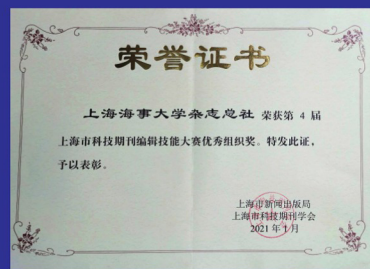 荣誉证书
上海海事大学杂志总社 荣获第 4 届
上海市科技期刊编辑技能大赛优秀组织奖。特发此证,
予以表彰。
上海市新闻出版局
上海市科技期刊学会
2021 年 1 月